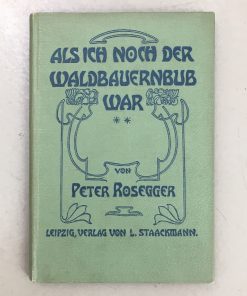 ALS ICH NOCH DER
WALDBAUERNBUB
WAR
**
VON
PETER ROSEGGER
LEIPZIG, VERLAG VON L. STAACKMANN.